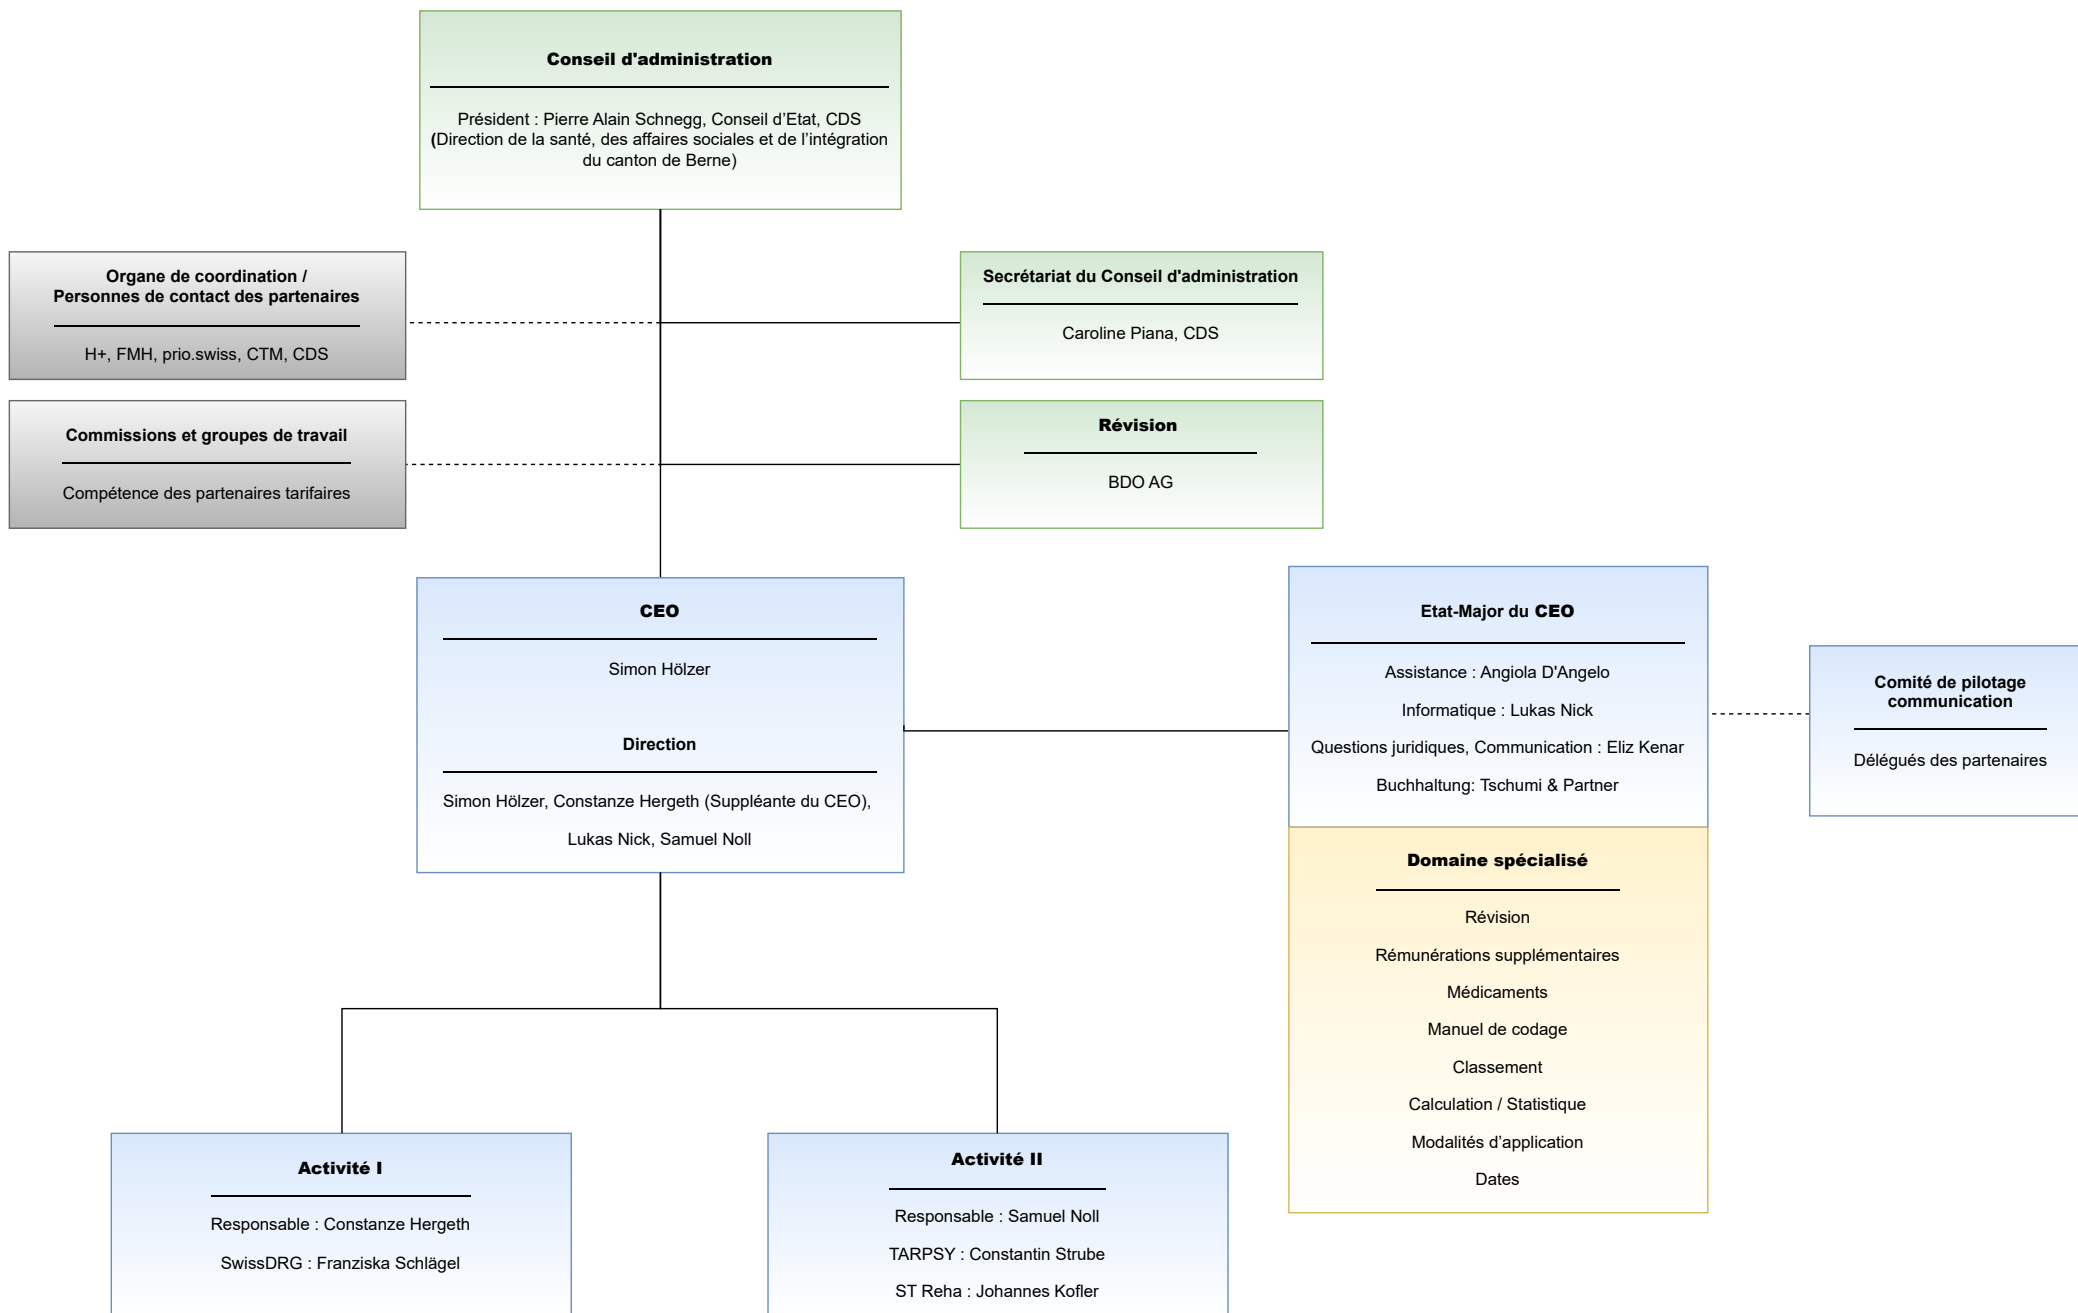 Conseil d'administration
Président : Pierre Alain Schnegg, Conseil d’Etat, CDS
(Direction de la santé, des affaires sociales et de l’intégration
du canton de Berne)
Organe de coordination /
Personnes de contact des partenaires
H+, FMH, prio.swiss, CTM, CDS
Secrétariat du Conseil d'administration
Caroline Piana, CDS
Commissions et groupes de travail
Compétence des partenaires tarifaires
Révision
BDO AG
CEO
Simon Hölzer
Direction
Simon Hölzer, Constanze Hergeth (Suppléante du CEO),
Lukas Nick, Samuel Noll
Etat-Major du CEO
Assistance : Angiola D'Angelo
Informatique : Lukas Nick
Questions juridiques, Communication : Eliz Kenar
Buchhaltung: Tschumi & Partner
Comité de pilotage
communication
Délégués des partenaires
Domaine spécialisé
Révision
Rémunérations supplémentaires
Médicaments
Manuel de codage
Classement
Calculation / Statistique
Modalités d’application
Dates
Activité I
Responsable : Constanze Hergeth
SwissDRG : Franziska Schlägel
Activité II
Responsable : Samuel Noll
TARPSY : Constantin Strube
ST Reha : Johannes Kofler